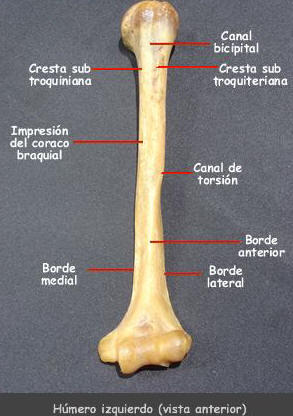 Canal
bicipital
Cresta sub
troquiniana
Cresta sub
troquiteriana
Impresión
del coraco
braquial
Canal de
torsión
Borde
anterior
Borde
medial
Borde
lateral
Húmero izquierdo (vista anterior)